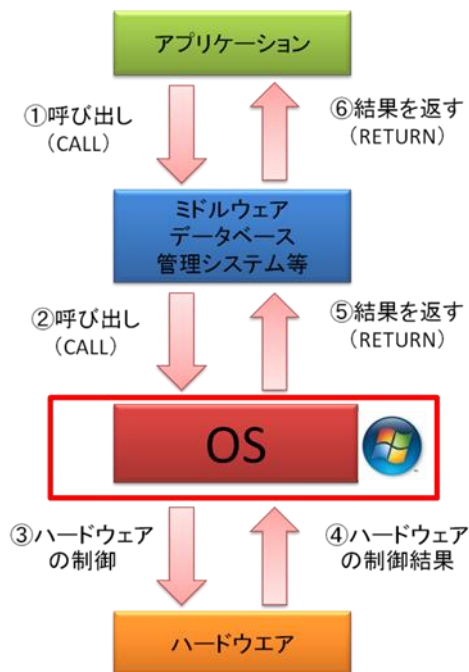 アプリケーション
①呼び出し
（CALL）
⑥結果を返す
（RETURN）
ミドルウェア
データベース
管理システム等
②呼び出し
（CALL）
⑤結果を返す
（RETURN）
OS
③ハードウェア
の制御
④ハードウェア
の制御結果
ハードウエア